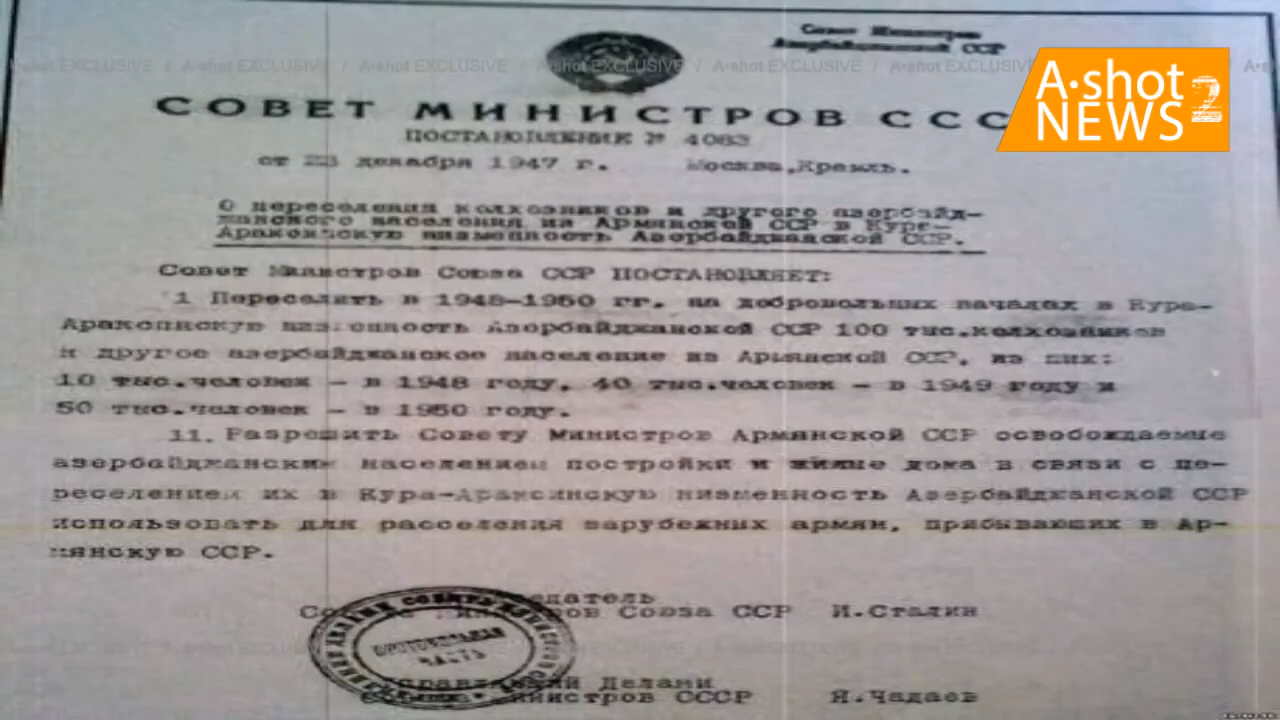 Совет Министров
Азербайджанской ССР
A·shot EXCLUSIVE / A·shot EXCLUSIVE / A·shot EXCLUSIVE / A·shot EXCLUSIVE / A·shot EXCLUSIVE
A·shot
NEWS 2
СОВЕТ МИНИСТРОВ ССС
ПОСТАНОВЛЕНИЕ № 4083
от 23 декабря 1947 г. Москва,Кремль.
О переселении колхозников и другого азербайд-
жанского населения из Армянской ССР в Кура-
Араксинскую низменность Азербайджанской ССР.
Совет Министров Союза ССР ПОСТАНОВЛЯЕТ:
1 Переселить в 1948-1950 гг. на добровольных началах в Кура-
Араксинскую низменность Азербайджанской ССР 100 тыс.колхозников
и другое азербайджанское население из Армянской ССР, из них:
10 тыс.человек - в 1948 году, 40 тыс.человек - в 1949 году и
50 тыс.человек - в 1950 году.
11. Разрешить Совету Министров Армянской ССР освобождаемые
азербайджанским населением постройки и жилые дома в связи с пе-
реселением их в Кура-Араксинскую низменность Азербайджанской ССР
использовать для расселения зарубежных армян, прибывающих в Ар-
мянскую ССР.
седатель
Союза ССР И.Сталин
ЧАСТЬ
Делами
Министров СССР Я.Чадаев